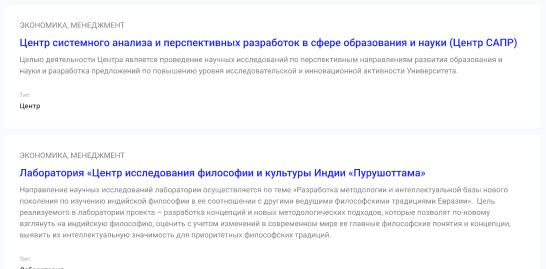 ЭКОНОМИКА, МЕНЕДЖМЕНТ
Центр системного анализа и перспективных разработок в сфере образования и науки (Центр САПР)
Целью деятельности Центра является проведение научных исследований по перспективным направлениям развития образования и
науки и разработка предложений по повышению уровня исследовательской и инновационной активности Университета.
Тип
Центр
ЭКОНОМИКА, МЕНЕДЖМЕНТ
Лаборатория «Центр исследования философии и культуры Индии «Пурушоттама»
Направление научных исследований лаборатории осуществляется по теме «Разработка методологии и интеллектуальной базы нового
поколения по изучению индийской философии в ее соотношении с другими ведущими философскими традициями Евразии». Цель
реализуемого в лаборатории проекта – разработка концепций и новых методологических подходов, которые позволят по-новому
взглянуть на индийскую философию, оценить с учетом изменений в современном мире ее главные философские понятия и концепции,
выявить их интеллектуальную значимость для приоритетных философских традиций.
Тип
Лаборатория